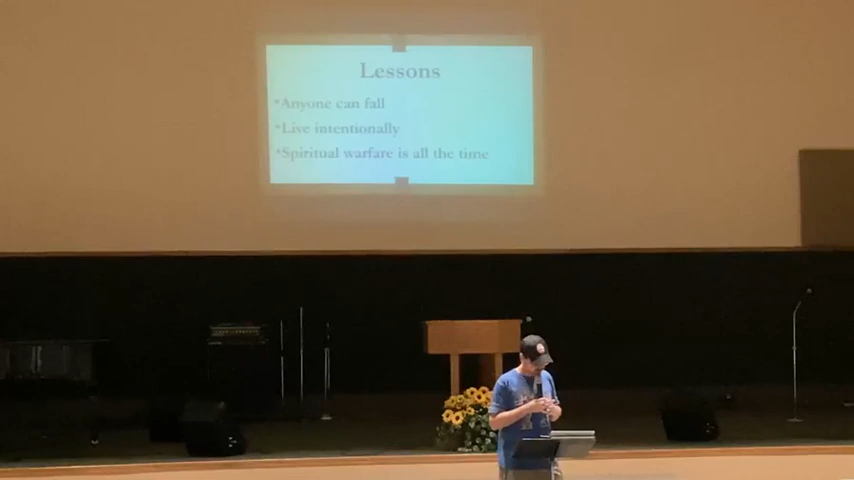 Lessons
•Anyone can fall
•Live intentionally
•Spiritual warfare is all the time